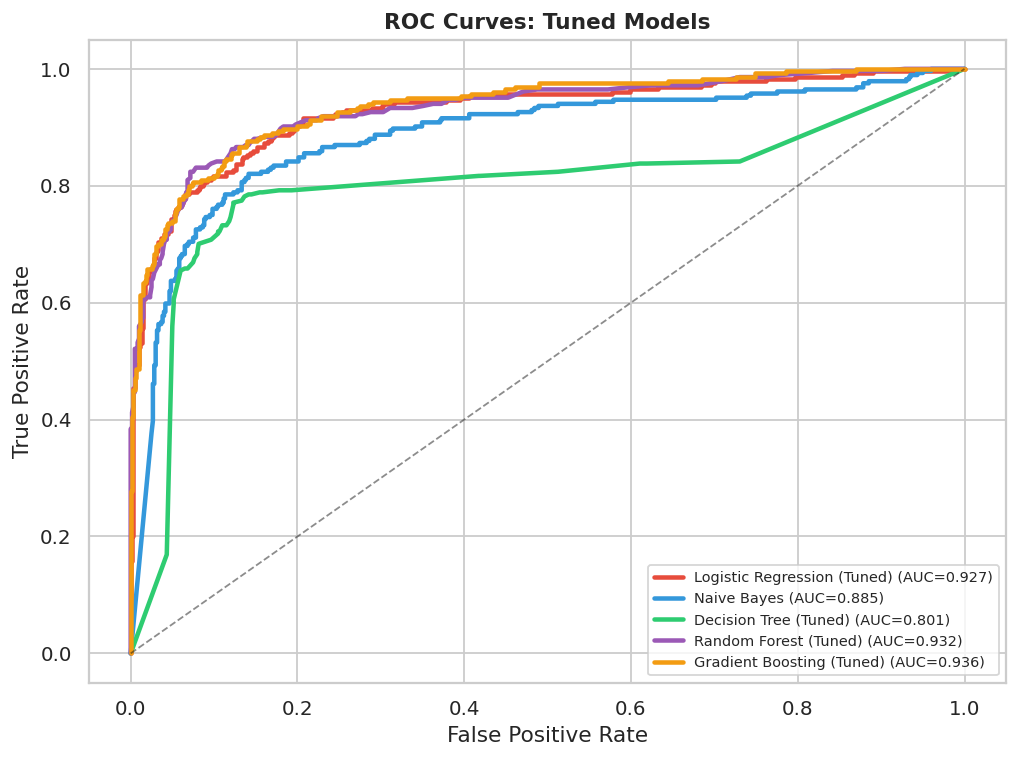 ROC Curves: Tuned Models
True Positive Rate
1.0
0.8
0.6
0.4
0.2
0.0
0.0 0.2 0.4 0.6 0.8 1.0
False Positive Rate
Logistic Regression (Tuned) (AUC=0.927)
Naive Bayes (AUC=0.885)
Decision Tree (Tuned) (AUC=0.801)
Random Forest (Tuned) (AUC=0.932)
Gradient Boosting (Tuned) (AUC=0.936)